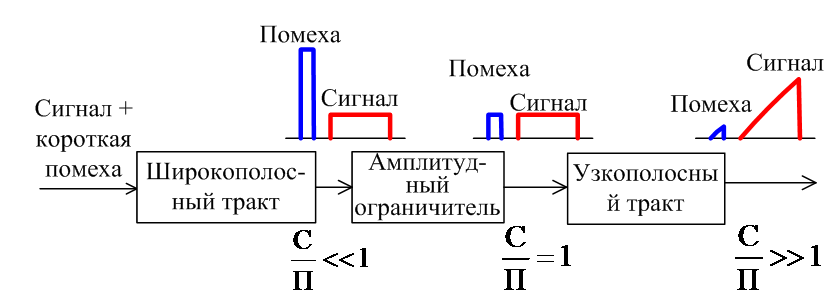 Помеха
Сигнал
Помеха
Сигнал
Помеха
Сигнал
Сигнал +
короткая
помеха
Широкополос-
ный тракт
Амплитуд-
ный
ограничитель
Узкополосны
й тракт
С/П <<1
С/П =1
С/П >>1